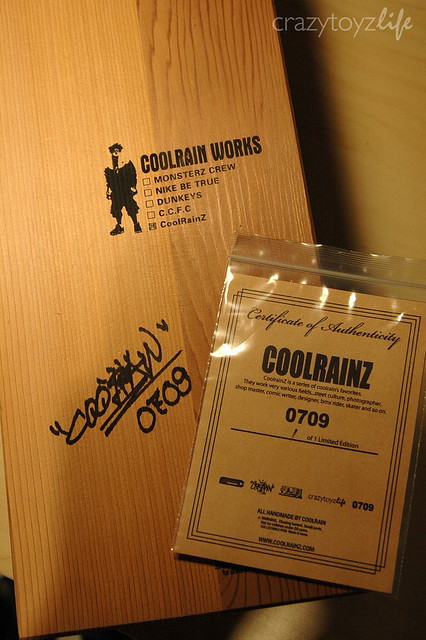 crazytoyzlife
COOLRAIN WORKS
MONSTERZ CREW
NIKE BE TRUE
DUNKEYS
C.C.F.C
CoolRainZ
"COOLRAIN"
0709
Certificate of Authenticity
COOLRAINZ
CoolrainZ is a series of coolrain's favorites.
They work very various fields...street culture, photographer,
shop master, comic writer, designer, bmx rider, skater and so on.
0709
of 1 Limited Edition
crazytoyzlife 0709
ALL HANDMADE BY COOLRAIN
WWW.COOLRAINZ.COM